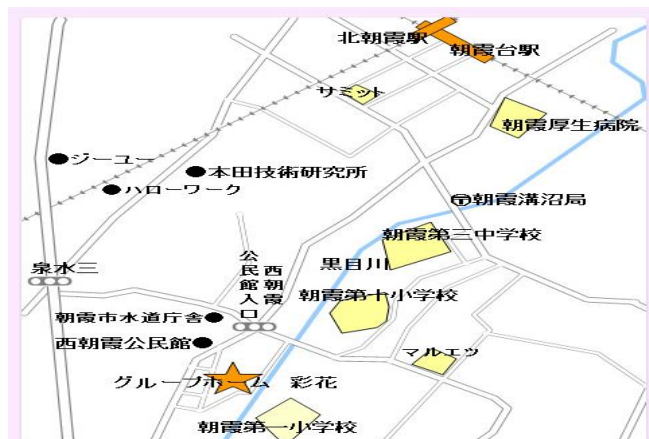 北朝霞駅
朝霞台駅
サミット
朝霞厚生病院
ジーユー
本田技術研究所
ハローワーク
〶朝霞溝沼局
朝霞第三中学校
公民館入口
西朝霞
黒目川
泉水三
朝霞第十小学校
朝霞市水道庁舎
西朝霞公民館
マルエツ
グループホーム 彩花
朝霞第一小学校